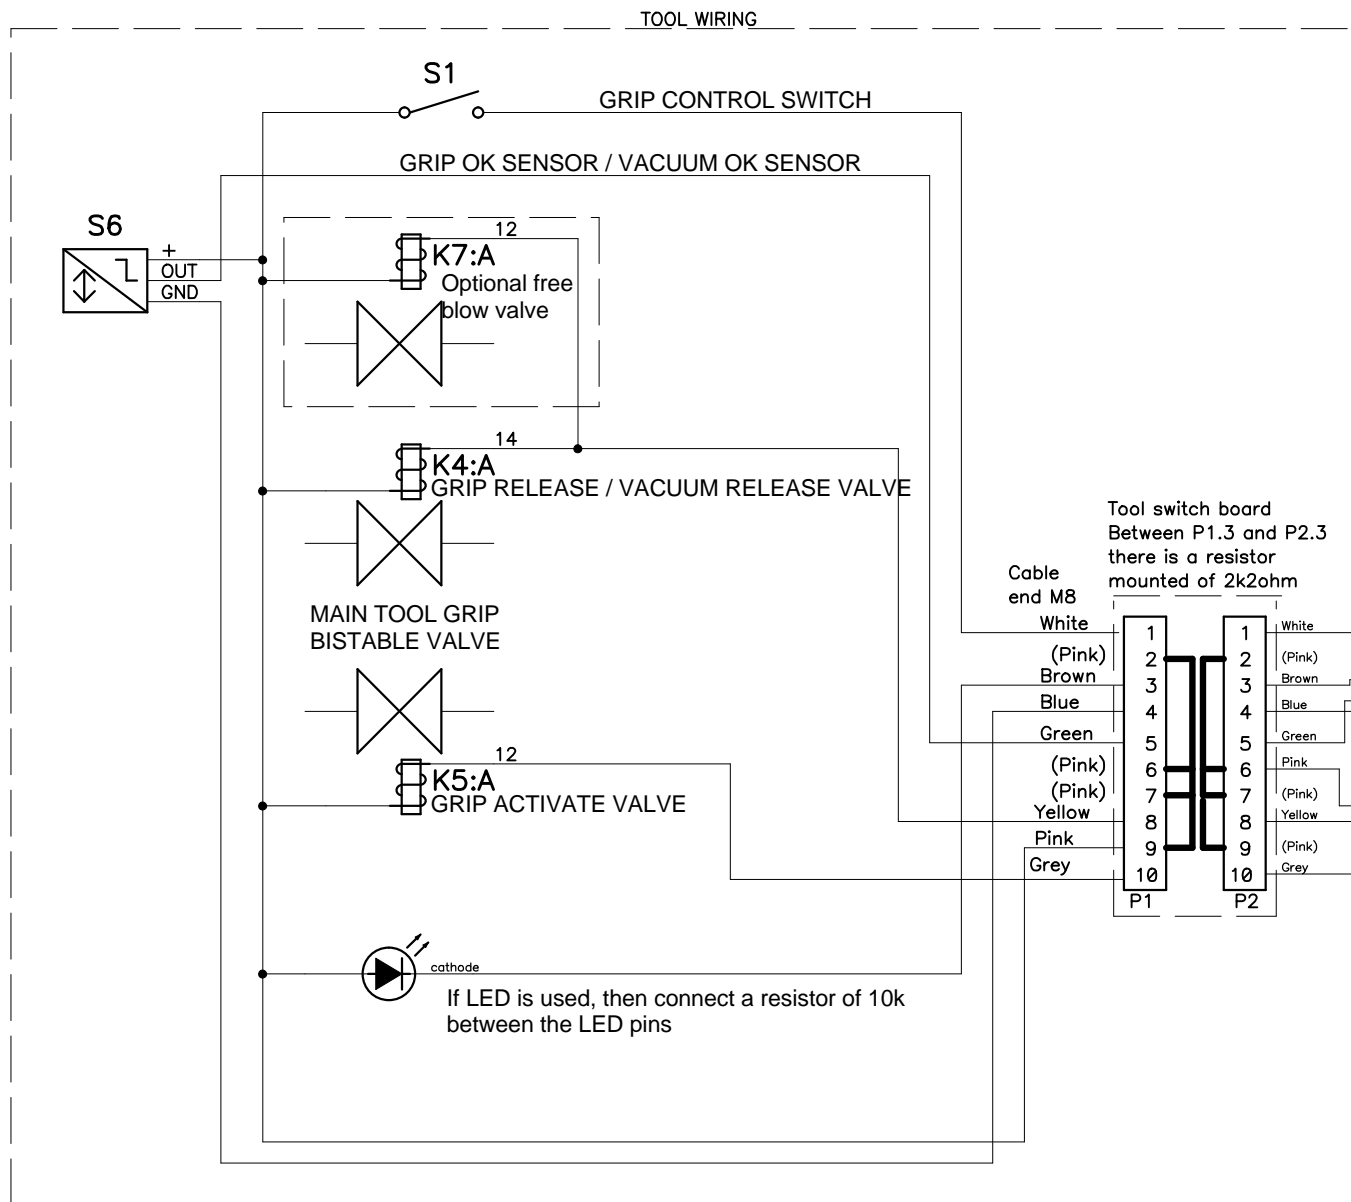 TOOL WIRING
S1
GRIP CONTROL SWITCH
GRIP OK SENSOR / VACUUM OK SENSOR
S6
+
OUT
GND
12
K7:A
Optional free
blow valve
14
K4:A
GRIP RELEASE / VACUUM RELEASE VALVE
MAIN TOOL GRIP
BISTABLE VALVE
12
K5:A
GRIP ACTIVATE VALVE
cathode
If LED is used, then connect a resistor of 10k
between the LED pins
Tool switch board
Between P1.3 and P2.3
there is a resistor
mounted of 2k2ohm
Cable
end M8
White 1 1 White
(Pink) 2 2 (Pink)
Brown 3 3 Brown
Blue 4 4 Blue
Green 5 5 Green
(Pink) 6 6 Pink
(Pink) 7 7 (Pink)
Yellow 8 8 Yellow
Pink 9 9 (Pink)
Grey 10 10 Grey
P1 P2